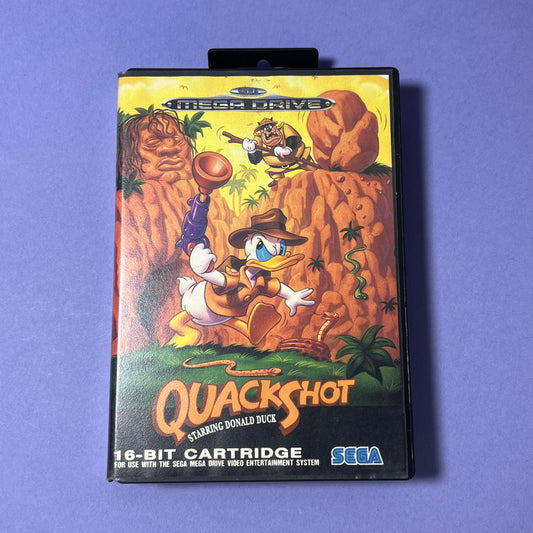 MEGA DRIVE
QUACKSHOT
STARRING DONALD DUCK
16-BIT CARTRIDGE
FOR USE WITH THE SEGA MEGA DRIVE VIDEO ENTERTAINMENT SYSTEM
SEGA